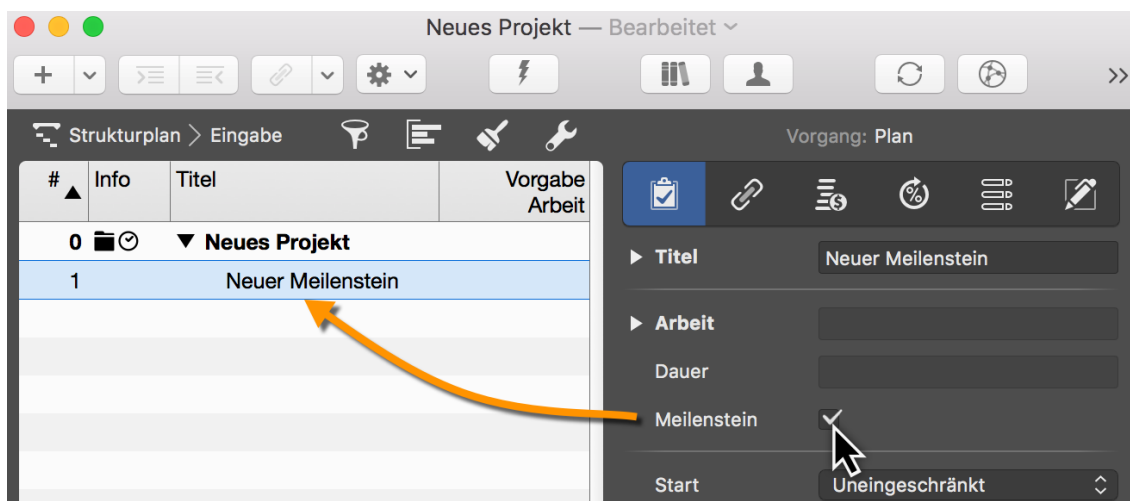 Neues Projekt — Bearbeitet
Strukturplan > Eingabe
Vorgang: Plan
# Info Titel Vorgabe
Arbeit
0 Neues Projekt
1 Neuer Meilenstein
Titel Neuer Meilenstein
Arbeit
Dauer
Meilenstein
Start Uneingeschränkt